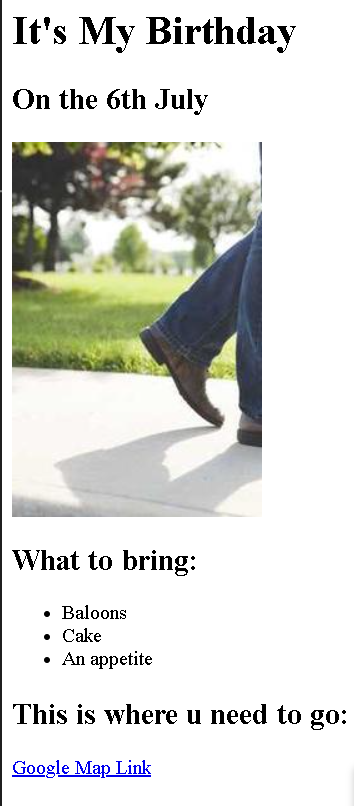 It's My Birthday
On the 6th July
What to bring:
Baloons
Cake
An appetite
This is where u need to go:
Google Map Link